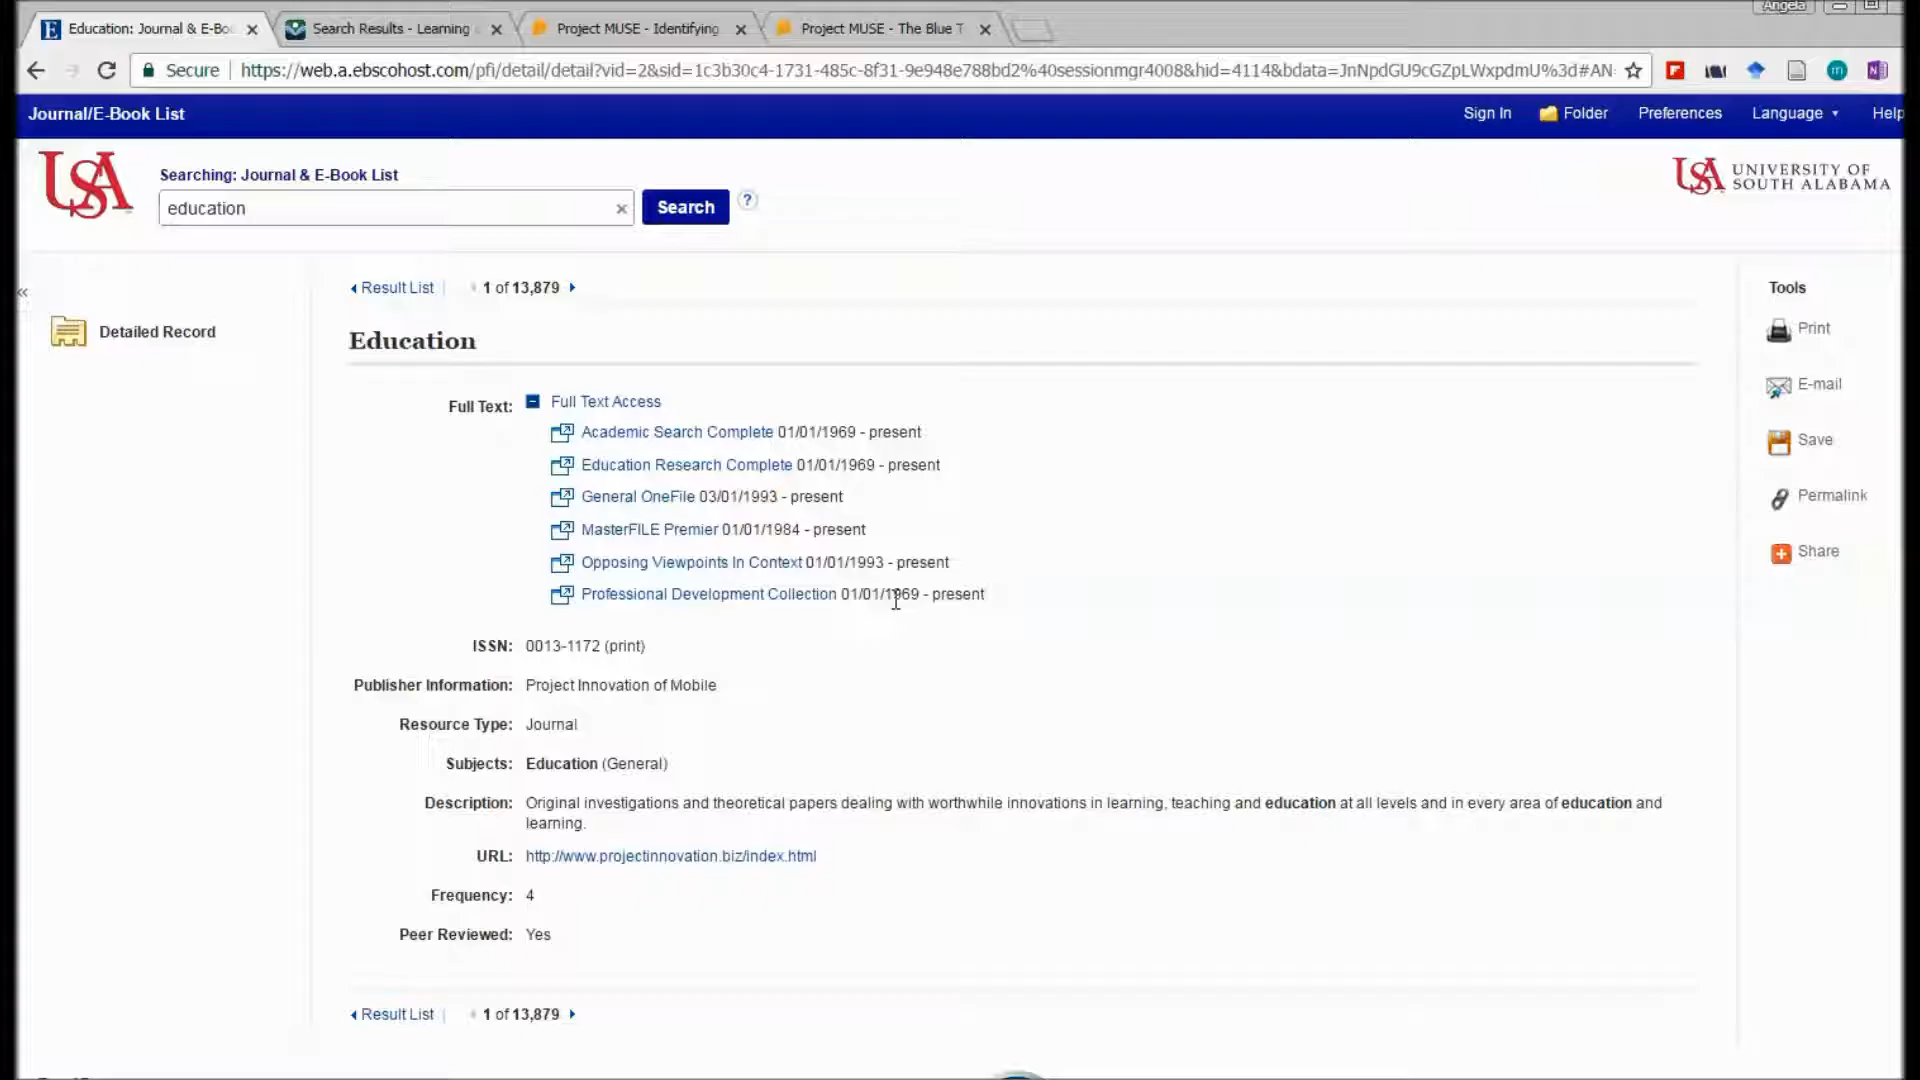 Angela
Education: Journal & E-Bo
Search Results - Learning
Project MUSE - Identifying
Project MUSE - The Blue T
Secure
https://web.a.ebscohost.com/pfi/detail/detail?vid=2&sid=1c3b30c4-1731-485c-8f31-9e948e788bd2%40sessionmgr4008&hid=4114&bdata=JnNpdGU9cGZpLWxpdmU%3d#AN
Journal/E-Book List
Sign In
Folder
Preferences
Language
Help
USA
Searching: Journal & E-Book List
education
Search
?
USA UNIVERSITY OF
SOUTH ALABAMA
Result List
1 of 13,879
Tools
Detailed Record
Print
Education
E-mail
Full Text: Full Text Access
Academic Search Complete 01/01/1969 - present
Save
Education Research Complete 01/01/1969 - present
General OneFile 03/01/1993 - present
Permalink
MasterFILE Premier 01/01/1984 - present
Share
Opposing Viewpoints In Context 01/01/1993 - present
Professional Development Collection 01/01/1969 - present
ISSN: 0013-1172 (print)
Publisher Information: Project Innovation of Mobile
Resource Type: Journal
Subjects: Education (General)
Description: Original investigations and theoretical papers dealing with worthwhile innovations in learning, teaching and education at all levels and in every area of education and
learning.
URL: http://www.projectinnovation.biz/index.html
Frequency: 4
Peer Reviewed: Yes
Result List
1 of 13,879